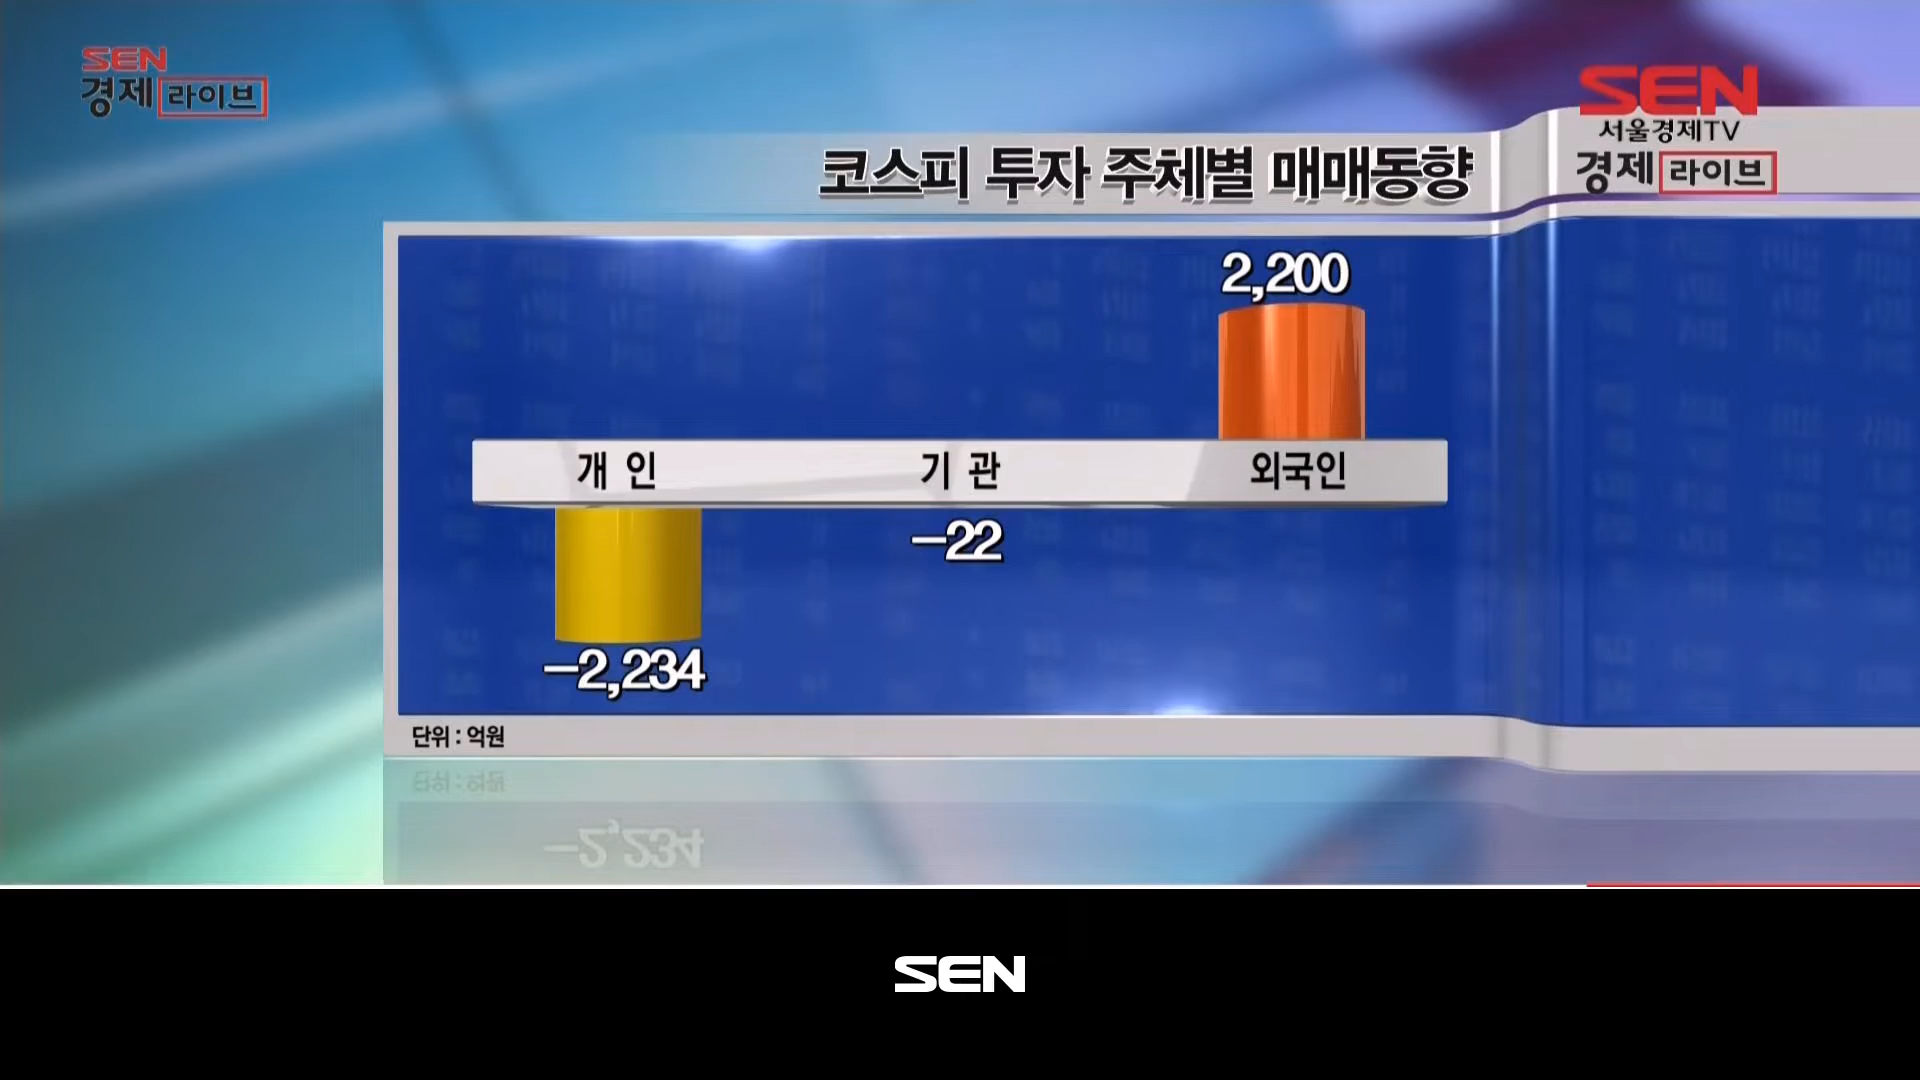 SEN
경제 라이브
SEN
서울경제TV
경제 라이브
코스피 투자 주체별 매매동향
2,200
개 인 기 관 외국인
-22
-2,234
단위 : 억원
SEN